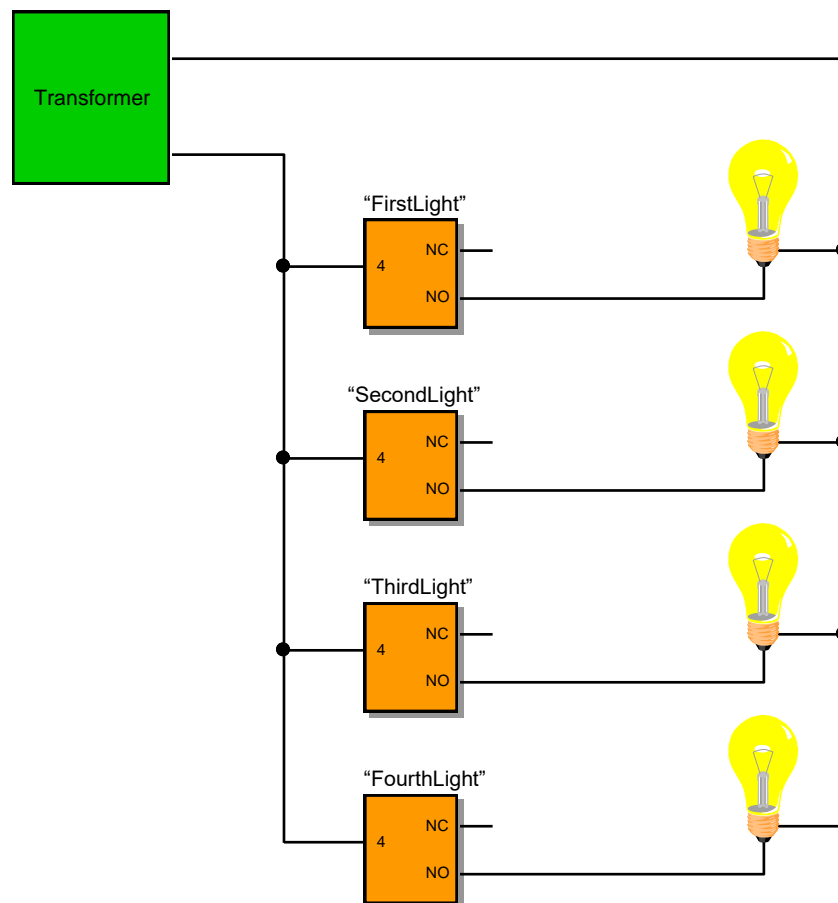 Transformer
“FirstLight”
NC
4
NO
“SecondLight”
NC
4
NO
“ThirdLight”
NC
4
NO
“FourthLight”
NC
4
NO